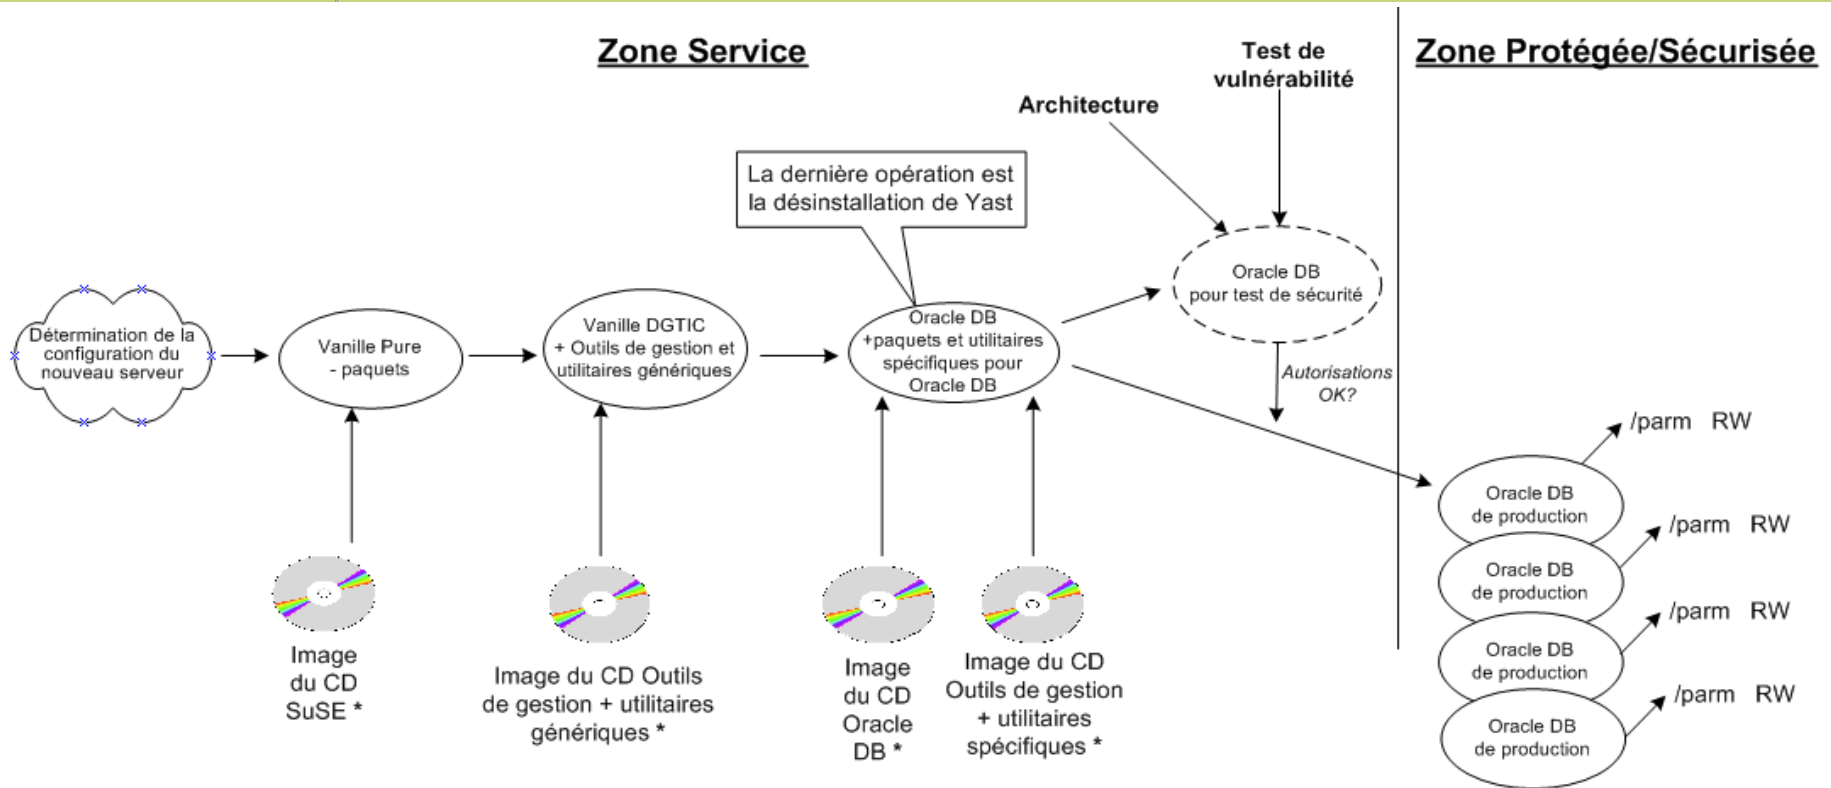 Zone Service
Zone Protégée/Sécurisée
Test de
vulnérabilité
Architecture
La dernière opération est
la désinstallation de Yast
Détermination de la
configuration du
nouveau serveur
Vanille Pure
- paquets
Vanille DGTIC
+ Outils de gestion et
utilitaires génériques
Oracle DB
+paquets et utilitaires
spécifiques pour
Oracle DB
Oracle DB
pour test de sécurité
Autorisations
OK?
/parm RW
Oracle DB
de production
/parm RW
Oracle DB
de production
/parm RW
Oracle DB
de production
/parm RW
Oracle DB
de production
Image
du CD
SuSE *
Image du CD Outils
de gestion + utilitaires
génériques *
Image
du CD
Oracle
DB *
Image du CD
Outils de gestion
+ utilitaires
spécifiques *